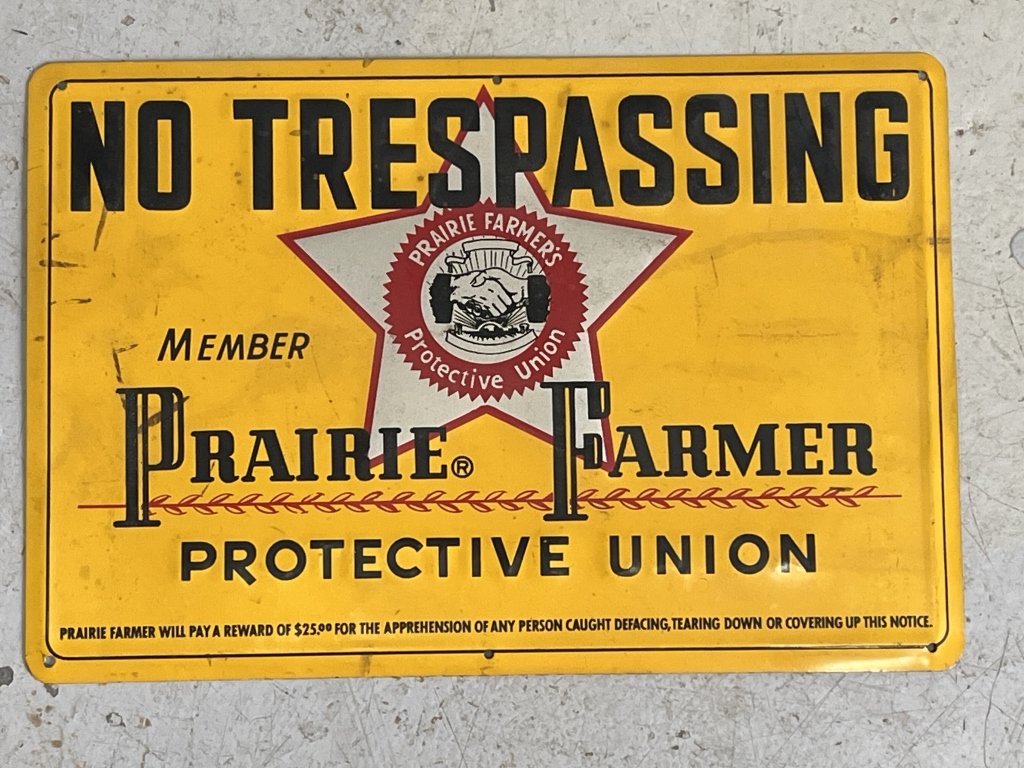 NO TRESPASSING
PRAIRIE FARMER'S
Protective Union
MEMBER
PRAIRIE® FARMER
PROTECTIVE UNION
PRAIRIE FARMER WILL PAY A REWARD OF $25.00 FOR THE APPREHENSION OF ANY PERSON CAUGHT DEFACING, TEARING DOWN OR COVERING UP THIS NOTICE.